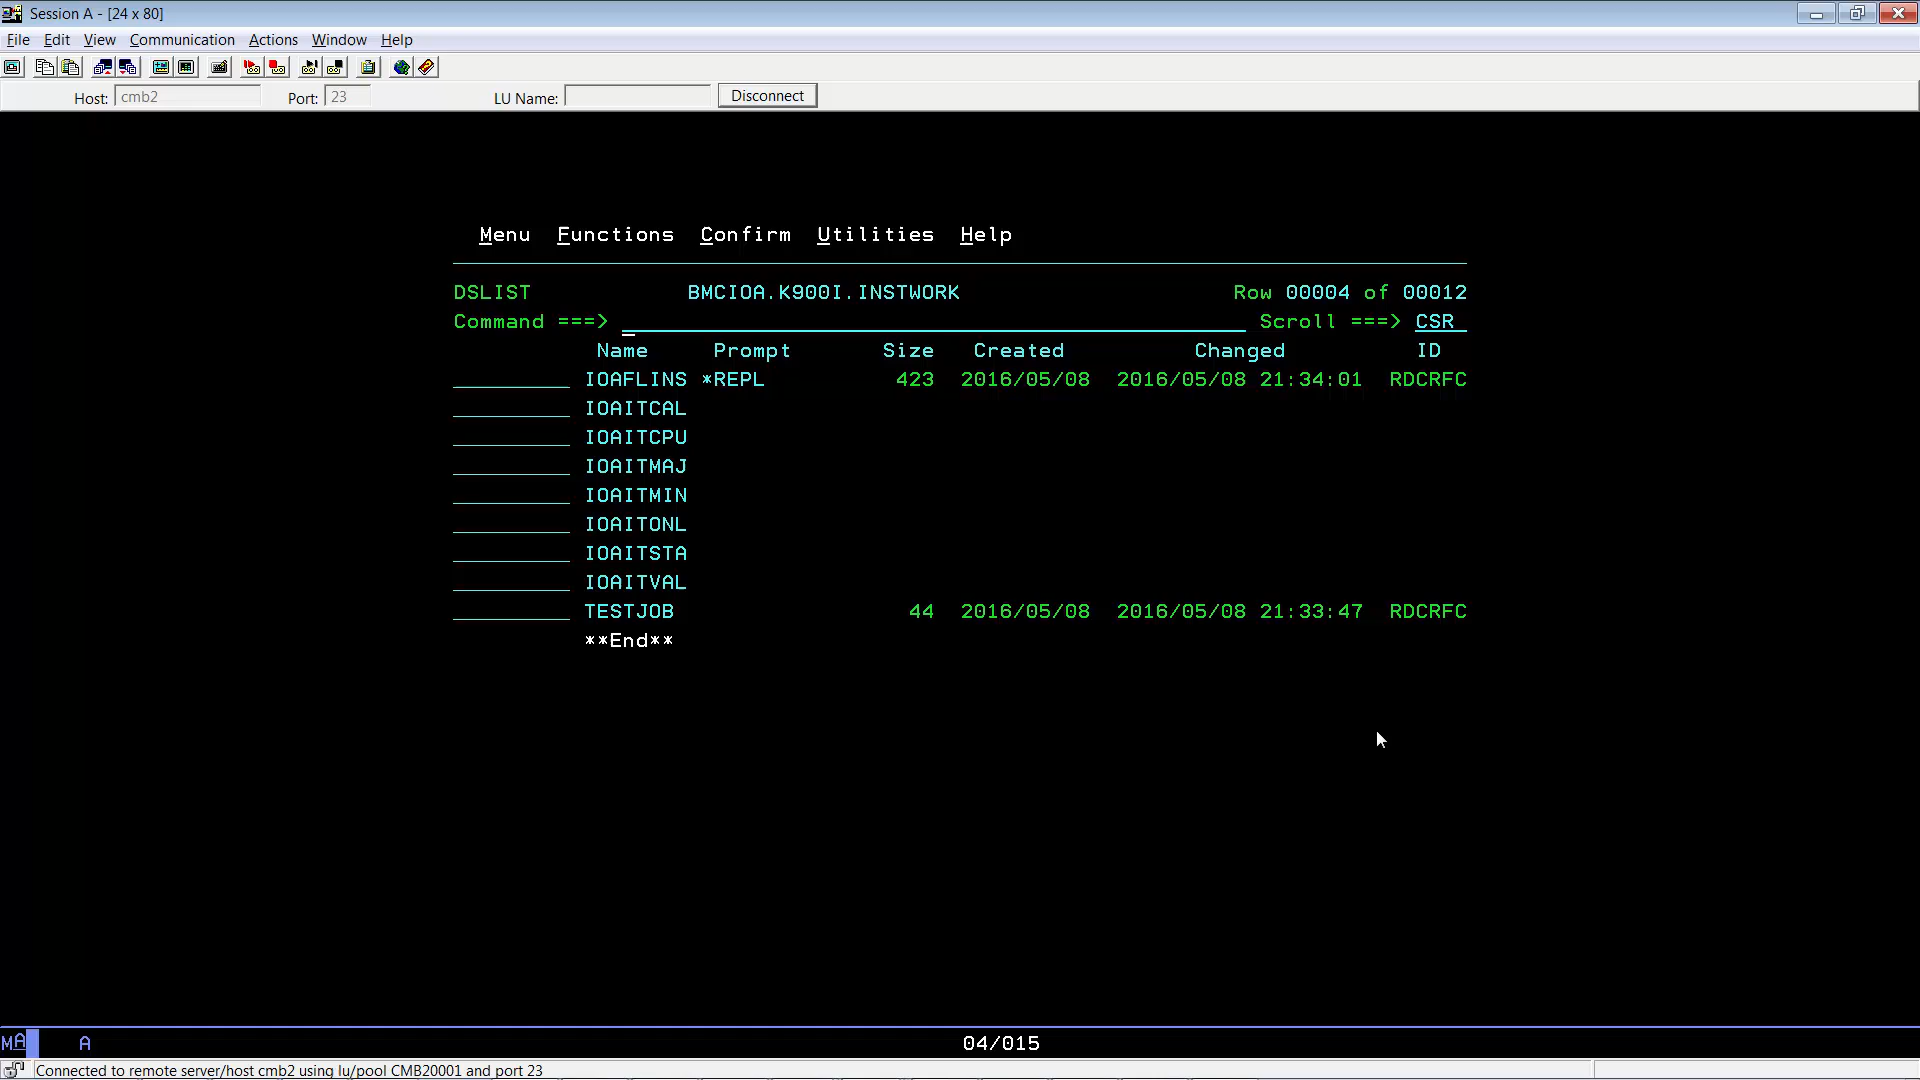 Session A - [24 x 80]
File Edit View Communication Actions Window Help
Host: cmb2 Port: 23 LU Name: Disconnect
Menu Functions Confirm Utilities Help
DSLIST BMCIOA.K900I.INSTWORK Row 00004 of 00012
Command ===> Scroll ===> CSR
Name Prompt Size Created Changed ID
IOAFLINS *REPL 423 2016/05/08 2016/05/08 21:34:01 RDCRFC
IOAITCAL
IOAITCPU
IOAITMAJ
IOAITMIN
IOAITONL
IOAITSTA
IOAITVAL
TESTJOB 44 2016/05/08 2016/05/08 21:33:47 RDCRFC
**End**
MA A 04/015
Connected to remote server/host cmb2 using lu/pool CMB20001 and port 23